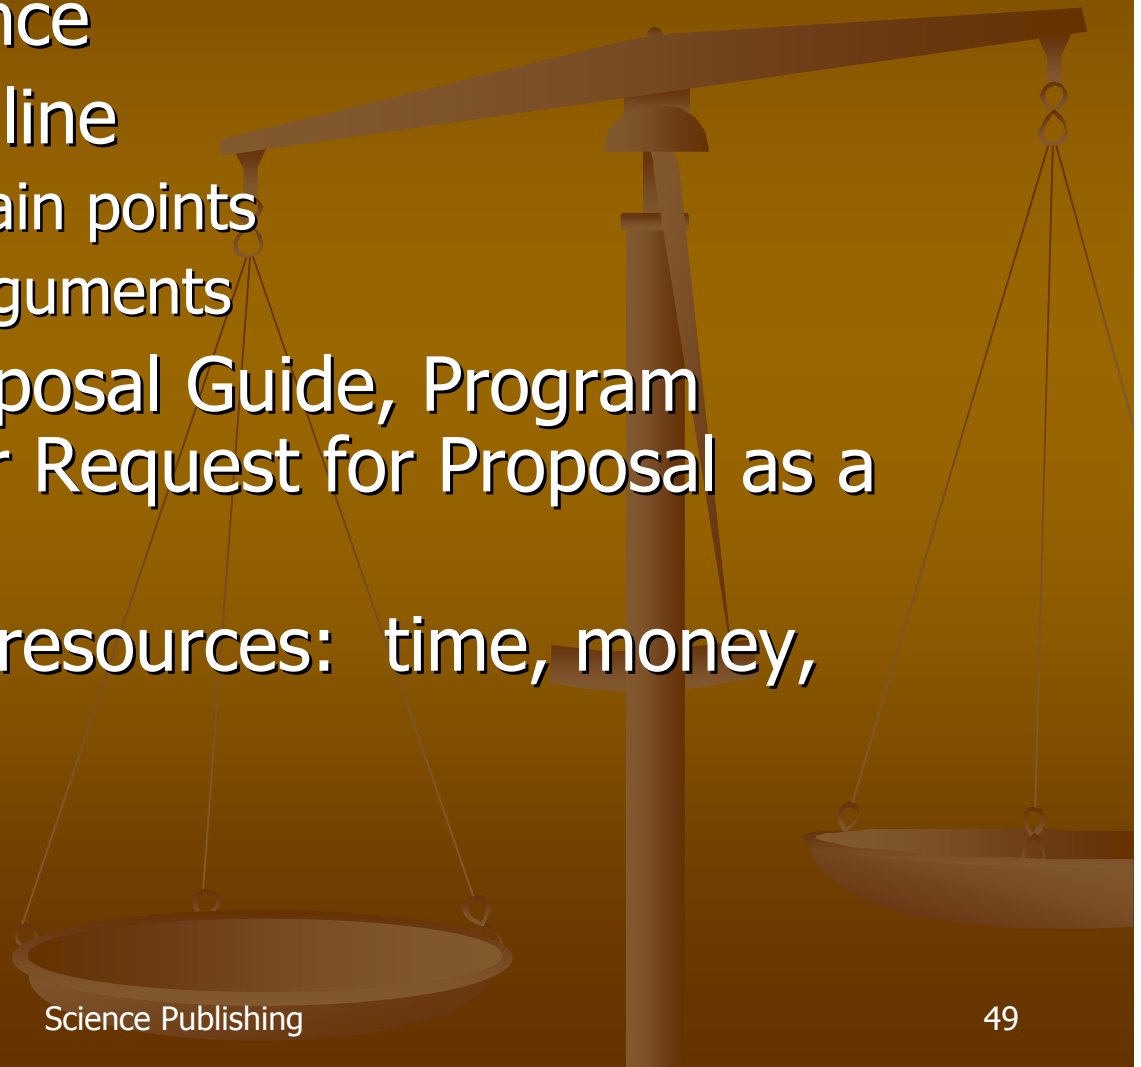 nce
line
ain points
guments
posal Guide, Program
r Request for Proposal as a
resources: time, money,
Science Publishing
49